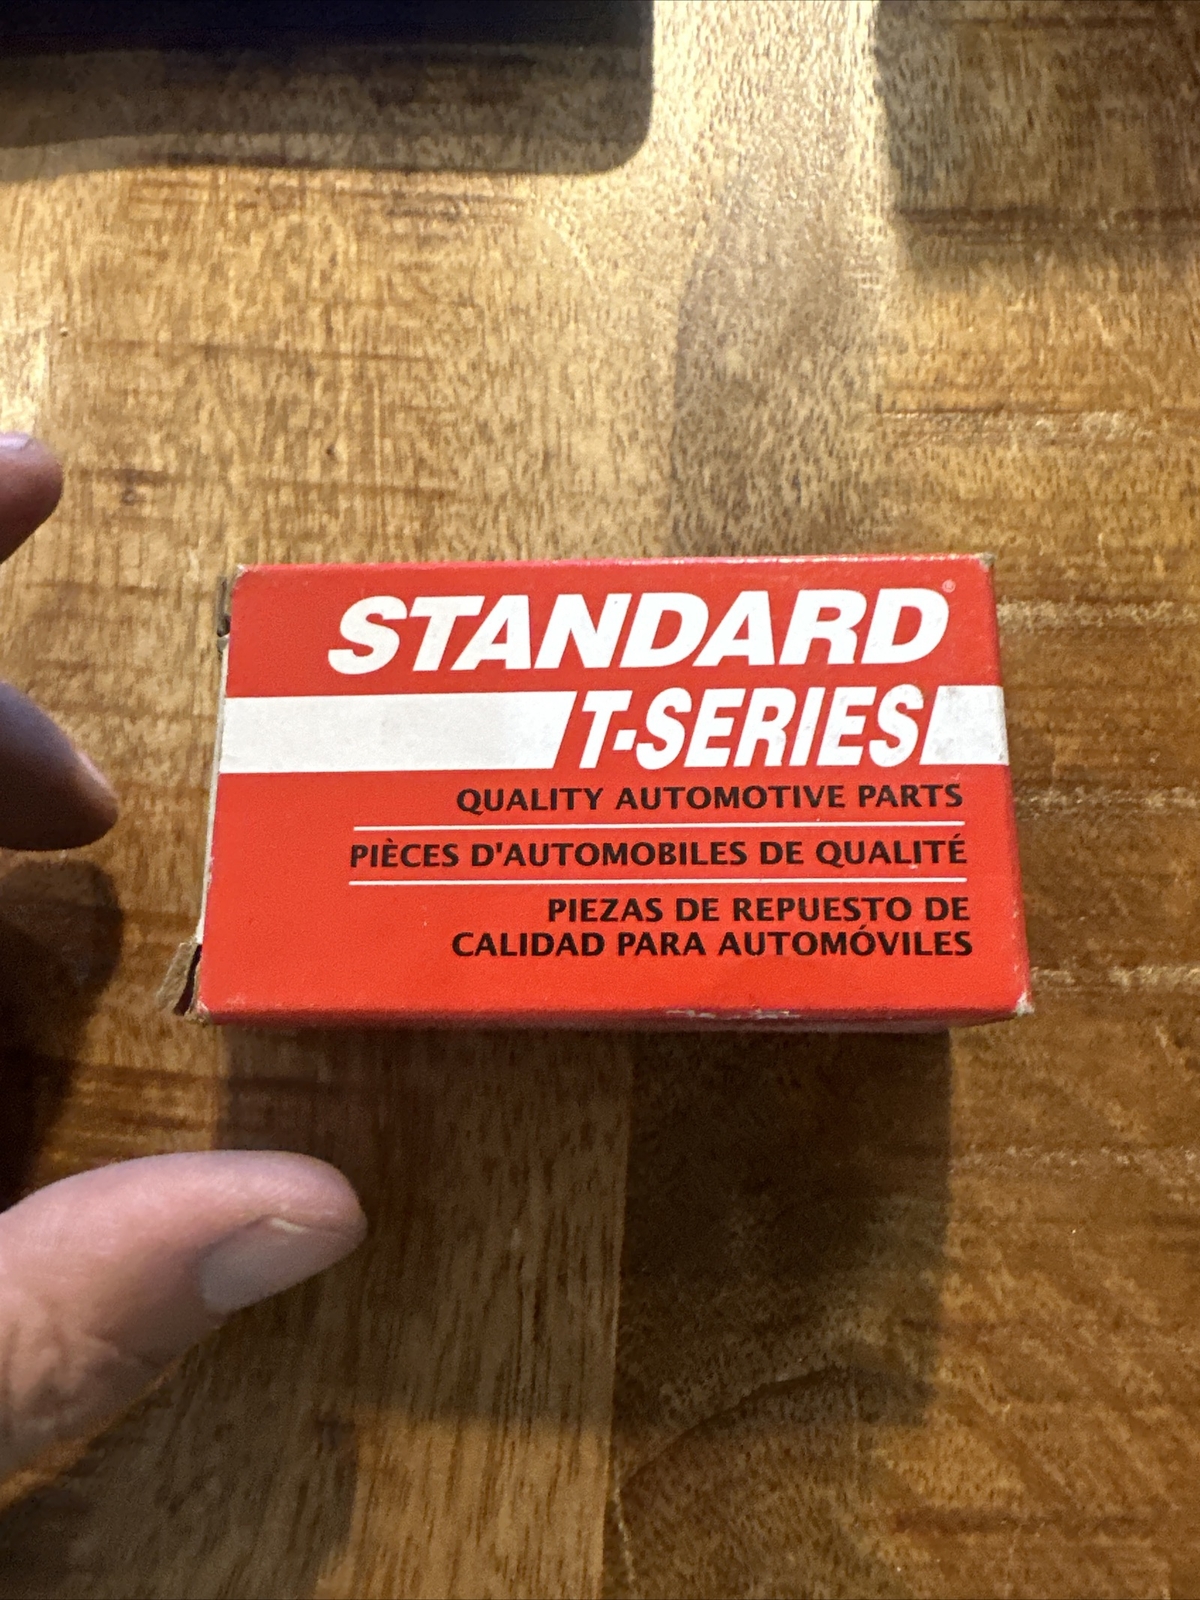 STANDARD®
T-SERIES
QUALITY AUTOMOTIVE PARTS
PIÈCES D'AUTOMOBILES DE QUALITÉ
PIEZAS DE REPUESTO DE
CALIDAD PARA AUTOMÓVILES